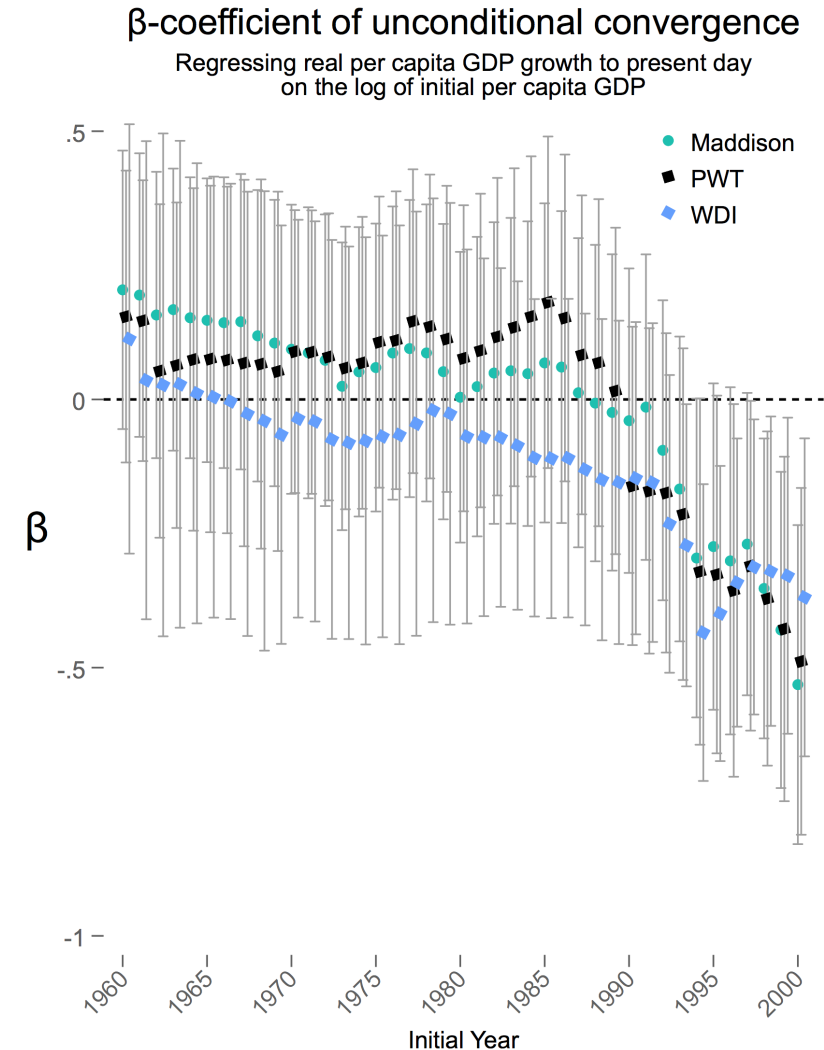 β-coefficient of unconditional convergence
Regressing real per capita GDP growth to present day
on the log of initial per capita GDP
.5
Maddison
PWT
WDI
0
β
-.5
-1
1960
1965
1970
1975
1980
1985
1990
1995
2000
Initial Year